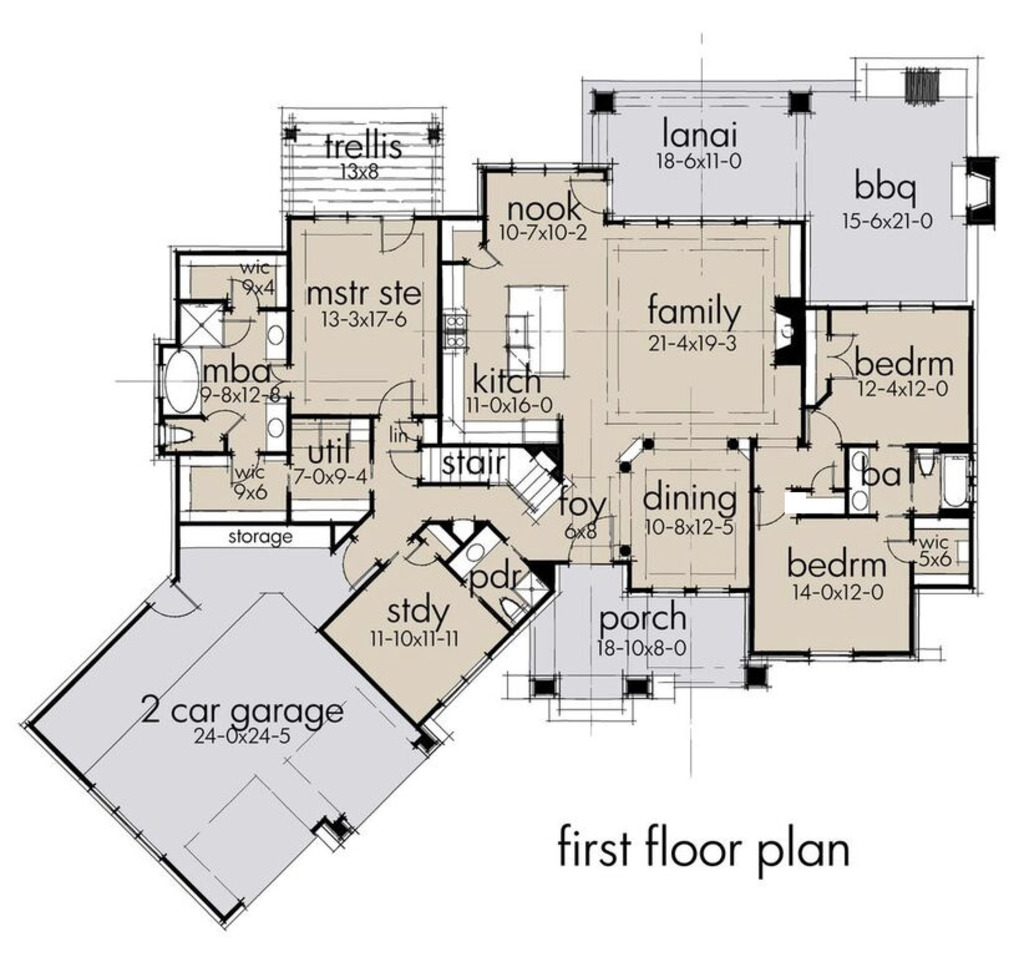 lanai
18-6x11-0
trellis
13x8
bbq
15-6x21-0
nook
10-7x10-2
wic
9x4
mstr ste
13-3x17-6
family
21-4x19-3
mba
9-8x12-8
kitch
11-0x16-0
bedrm
12-4x12-0
lin
util
7-0x9-4
stair
wic
9x6
ba
foy
6x8
dining
10-8x12-5
storage
wic
5x6
bedrm
14-0x12-0
pdr
stdy
11-10x11-11
porch
18-10x8-0
2 car garage
24-0x24-5
first floor plan